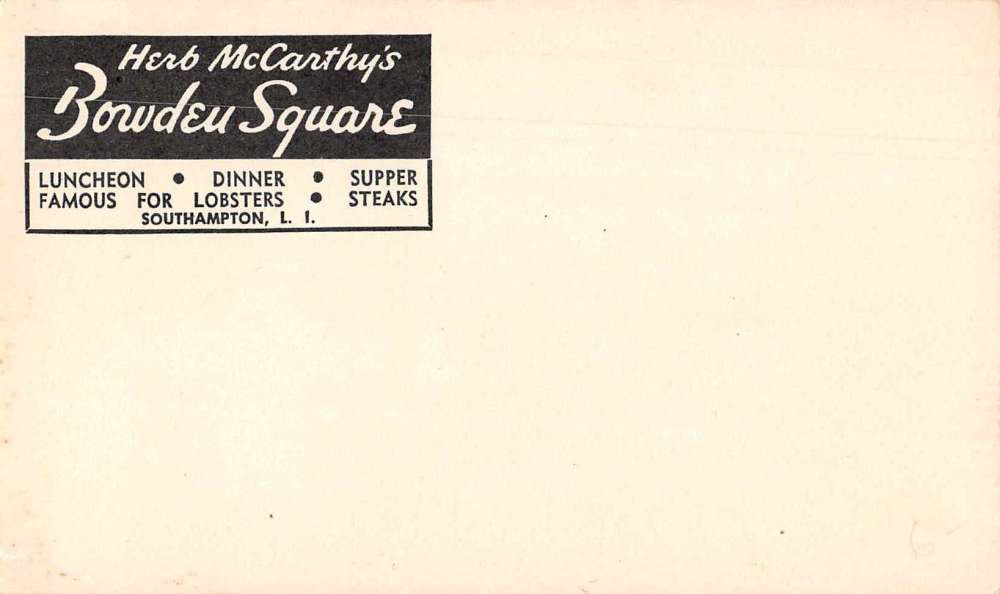 Herb McCarthy's
Bowden Square
LUNCHEON • DINNER • SUPPER
FAMOUS FOR LOBSTERS • STEAKS
SOUTHAMPTON, L. I.